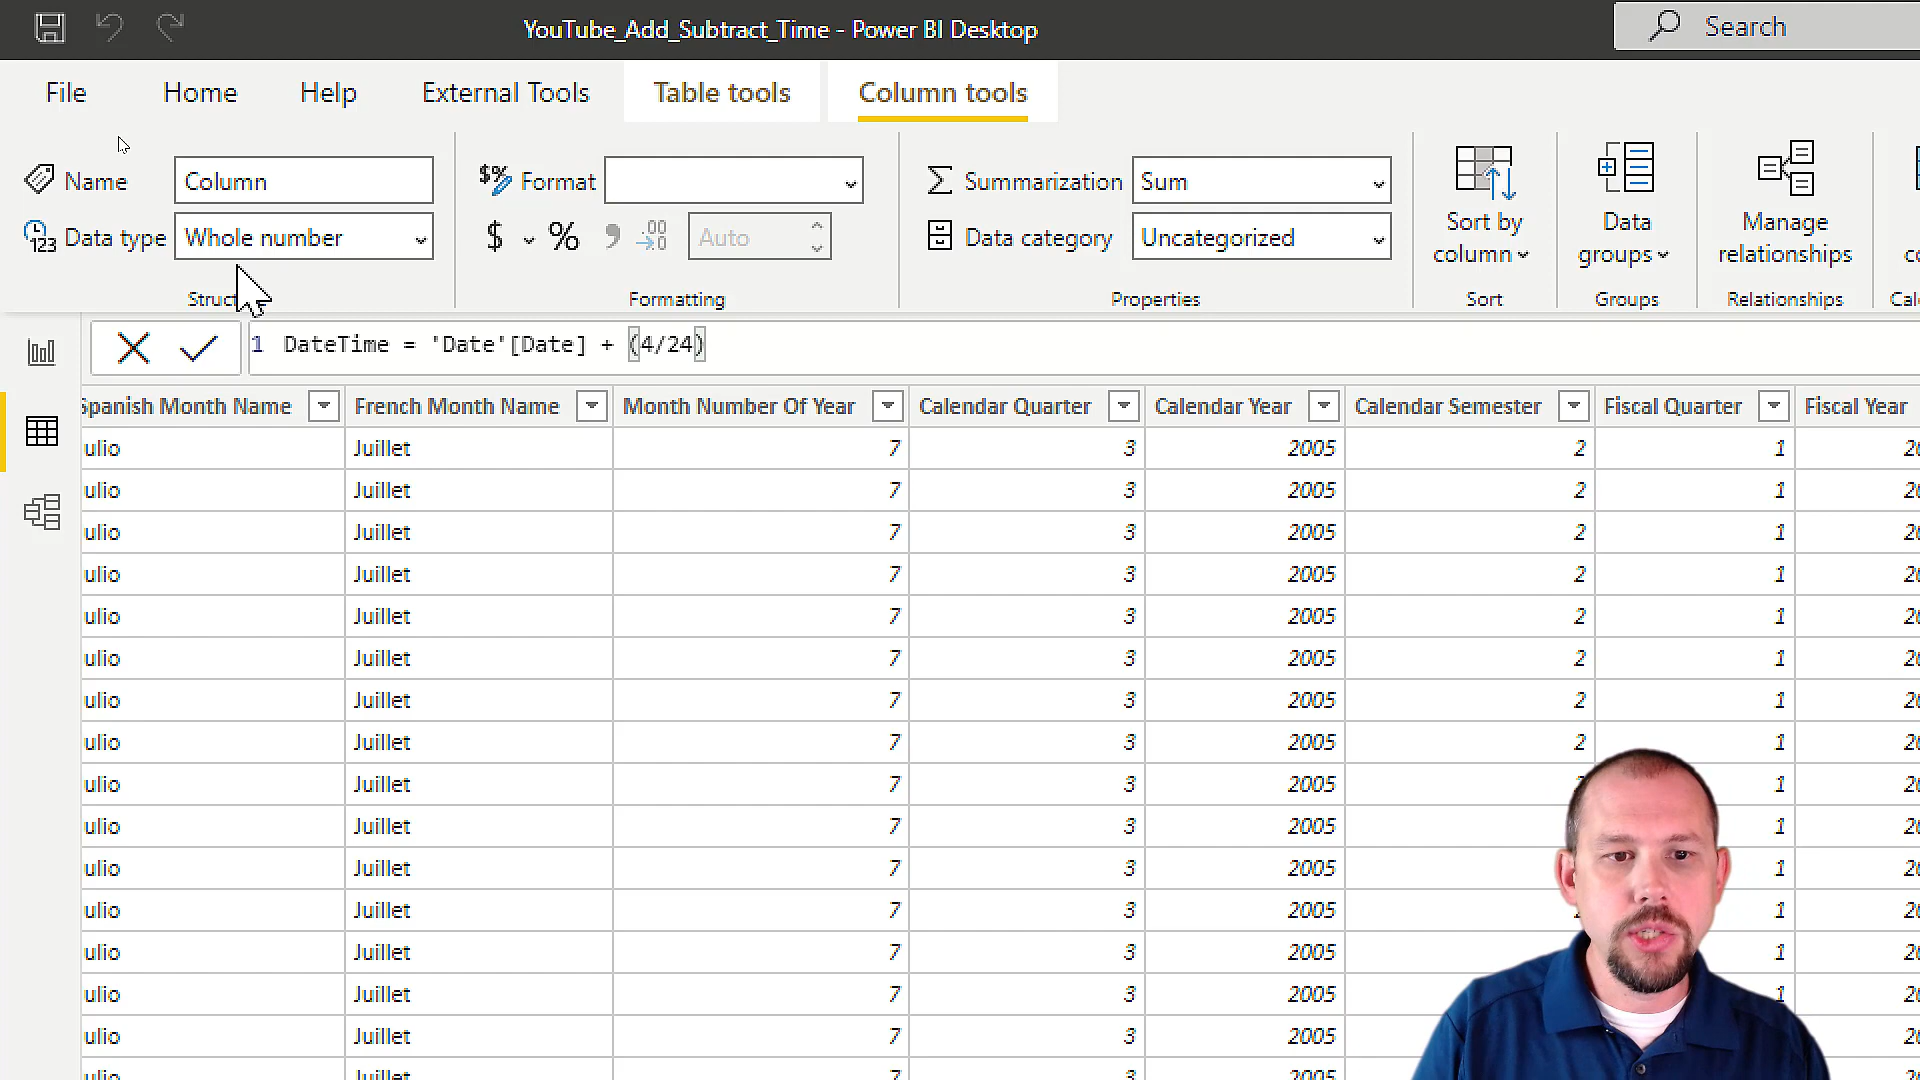 YouTube_Add_Subtract_Time - Power BI Desktop
Search
File Home Help External Tools Table tools Column tools
Name Column
Data type Whole number
Format
$ % Auto
Summarization Sum
Data category Uncategorized
Sort by column
Data groups
Manage relationships
Formatting
Properties
Sort
Groups
Relationships
1 DateTime = 'Date'[Date] + (4/24)
Spanish Month Name French Month Name Month Number Of Year Calendar Quarter Calendar Year Calendar Semester Fiscal Quarter Fiscal Year
ulio Juillet 7 3 2005 2 1
ulio Juillet 7 3 2005 2 1
ulio Juillet 7 3 2005 2 1
ulio Juillet 7 3 2005 2 1
ulio Juillet 7 3 2005 2 1
ulio Juillet 7 3 2005 2 1
ulio Juillet 7 3 2005 2 1
ulio Juillet 7 3 2005 2 1
ulio Juillet 7 3 2005 1
ulio Juillet 7 3 2005 1
ulio Juillet 7 3 2005 1
ulio Juillet 7 3 2005 1
ulio Juillet 7 3 2005 1
ulio Juillet 7 3 2005 1
ulio Juillet 7 3 2005 1